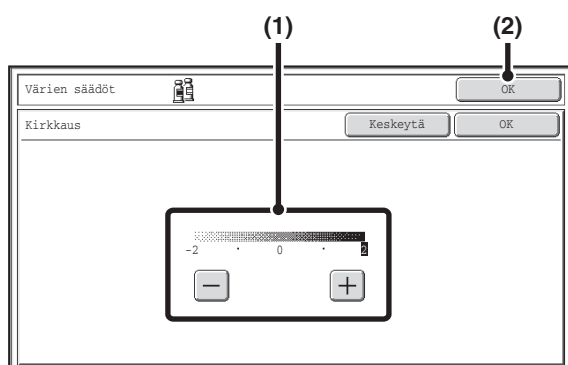 (1) (2)
Värien säädöt OK
Kirkkaus Keskeytä OK
-2 • 0 • 2
− +